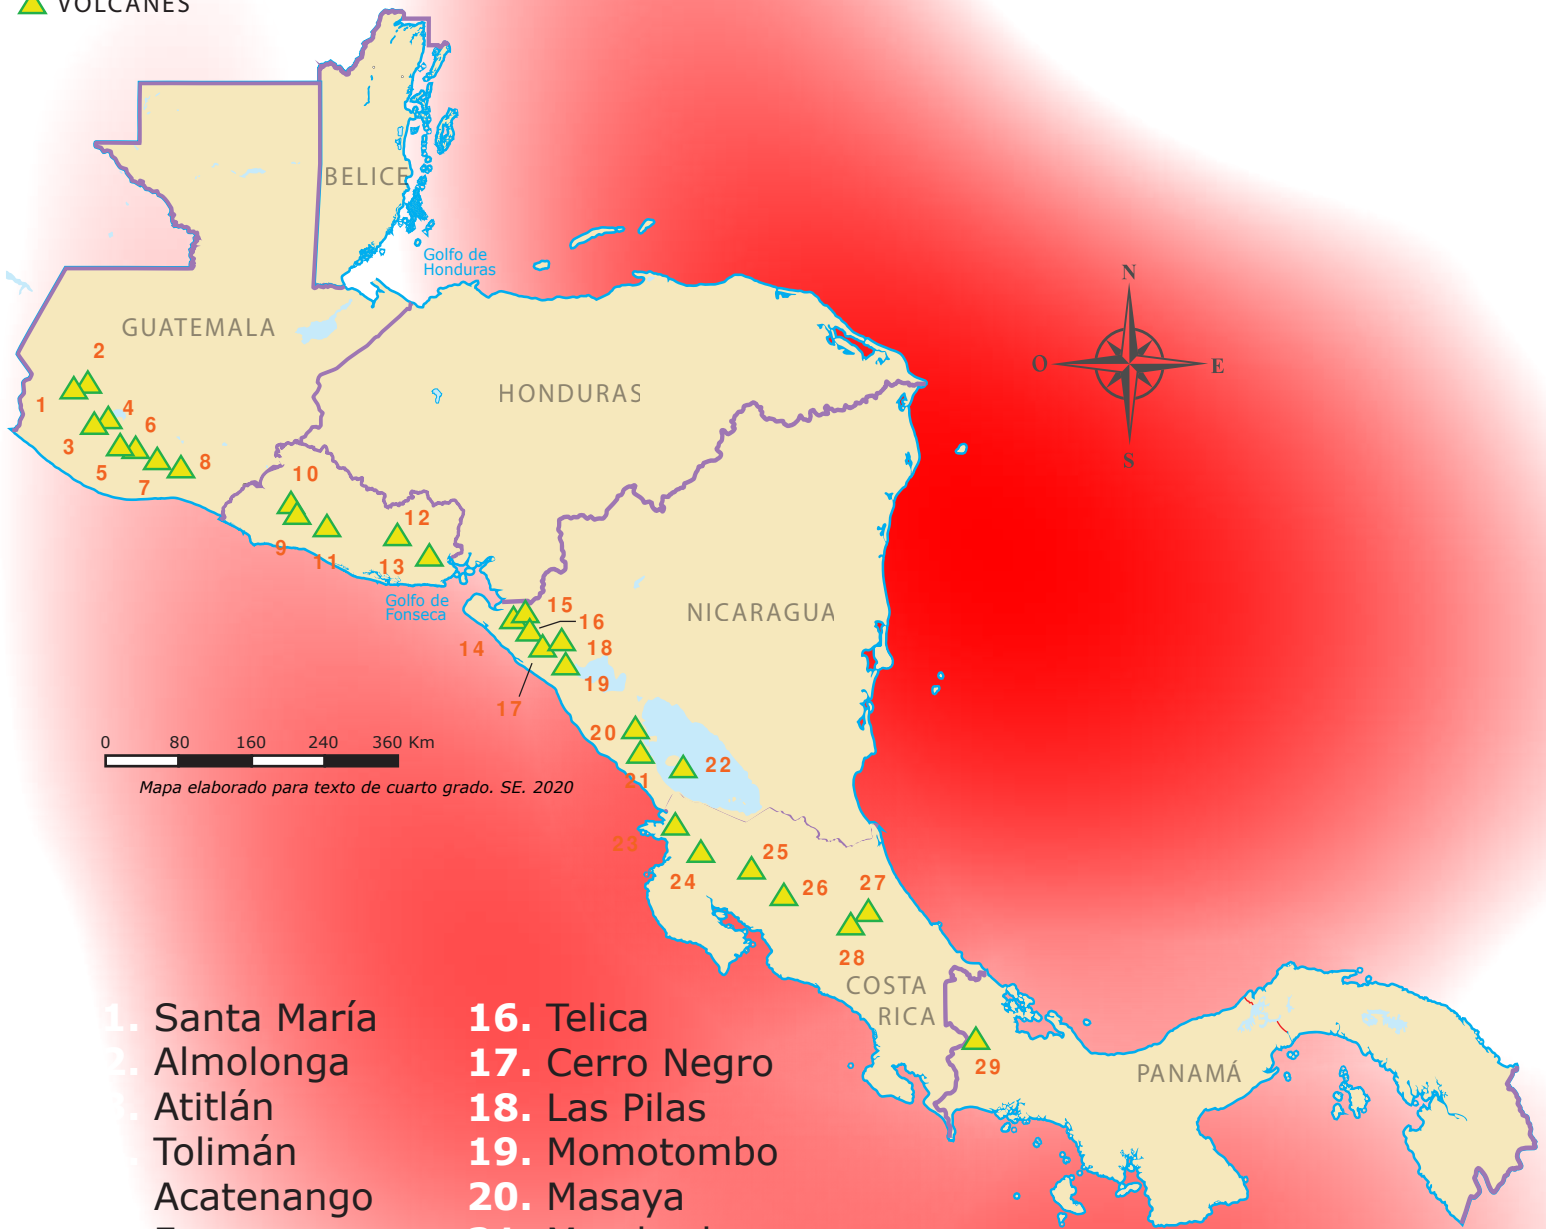 VOLCANES
BELICE
Golfo de
Honduras
GUATEMALA
HONDURAS
N
O
E
S
2
1
4
3
6
5
7
8
10
9
11
12
13
Golfo de
Fonseca
NICARAGUA
15
16
14
18
19
17
20
21
22
0 80 160 240 360 Km
Mapa elaborado para texto de cuarto grado. SE. 2020
23
24
25
26
27
28
COSTA
RICA
29
PANAMÁ
1. Santa María
2. Almolonga
3. Atitlán
Tolimán
Acatenango
16. Telica
17. Cerro Negro
18. Las Pilas
19. Momotombo
20. Masaya